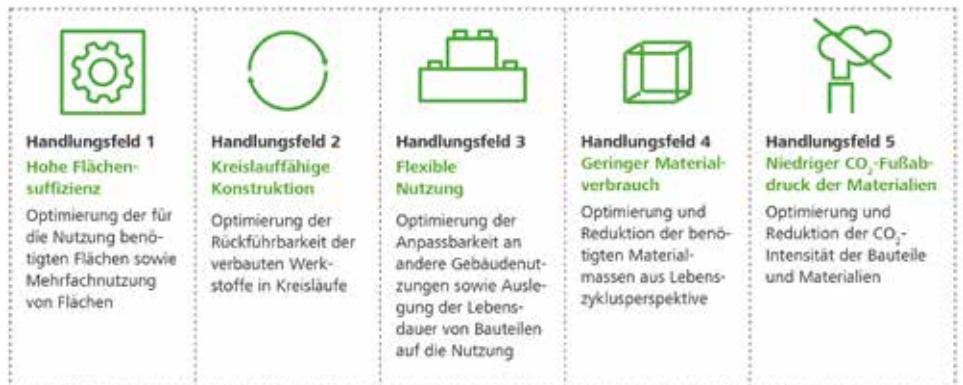 Handlungsfeld 1
Hohe Flächen-
suffizienz
Optimierung der für
die Nutzung benö-
tigten Flächen sowie
Mehrfachnutzung
von Flächen
Handlungsfeld 2
Kreislauffähige
Konstruktion
Optimierung der
Rückführbarkeit der
verbauten Werk-
stoffe in Kreisläufe
Handlungsfeld 3
Flexible
Nutzung
Optimierung der
Anpassbarkeit an
andere Gebäudenut-
zungen sowie Ausle-
gung der Lebens-
dauer von Bauteilen
auf die Nutzung
Handlungsfeld 4
Geringer Material-
verbrauch
Optimierung und
Reduktion der benö-
tigten Material-
massen aus Lebens-
zyklusperspektive
Handlungsfeld 5
Niedriger CO₂-Fußab-
druck der Materialien
Optimierung und
Reduktion der CO₂-
Intensität der Bauteile
und Materialien